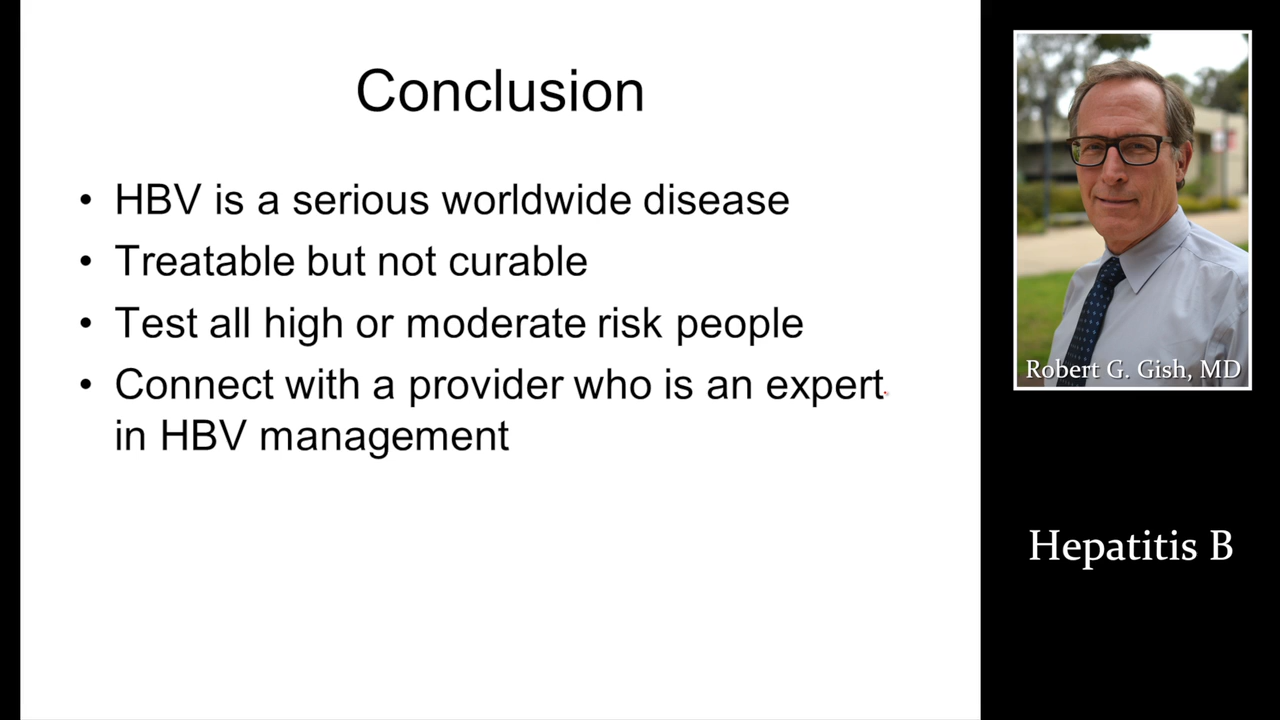 Conclusion
• HBV is a serious worldwide disease
• Treatable but not curable
• Test all high or moderate risk people
• Connect with a provider who is an expert
in HBV management
Robert G. Gish, MD
Hepatitis B